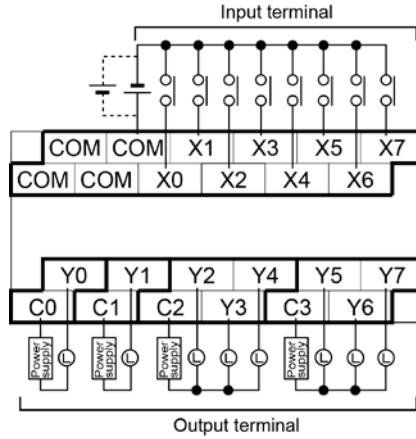 Input terminal
COM COM X1 X3 X5 X7
COM COM X0 X2 X4 X6
Y0 Y1 Y2 Y4 Y5 Y7
C0 C1 C2 Y3 C3 Y6
Power supply L Power supply L Power supply L L L Power supply L L L
Output terminal